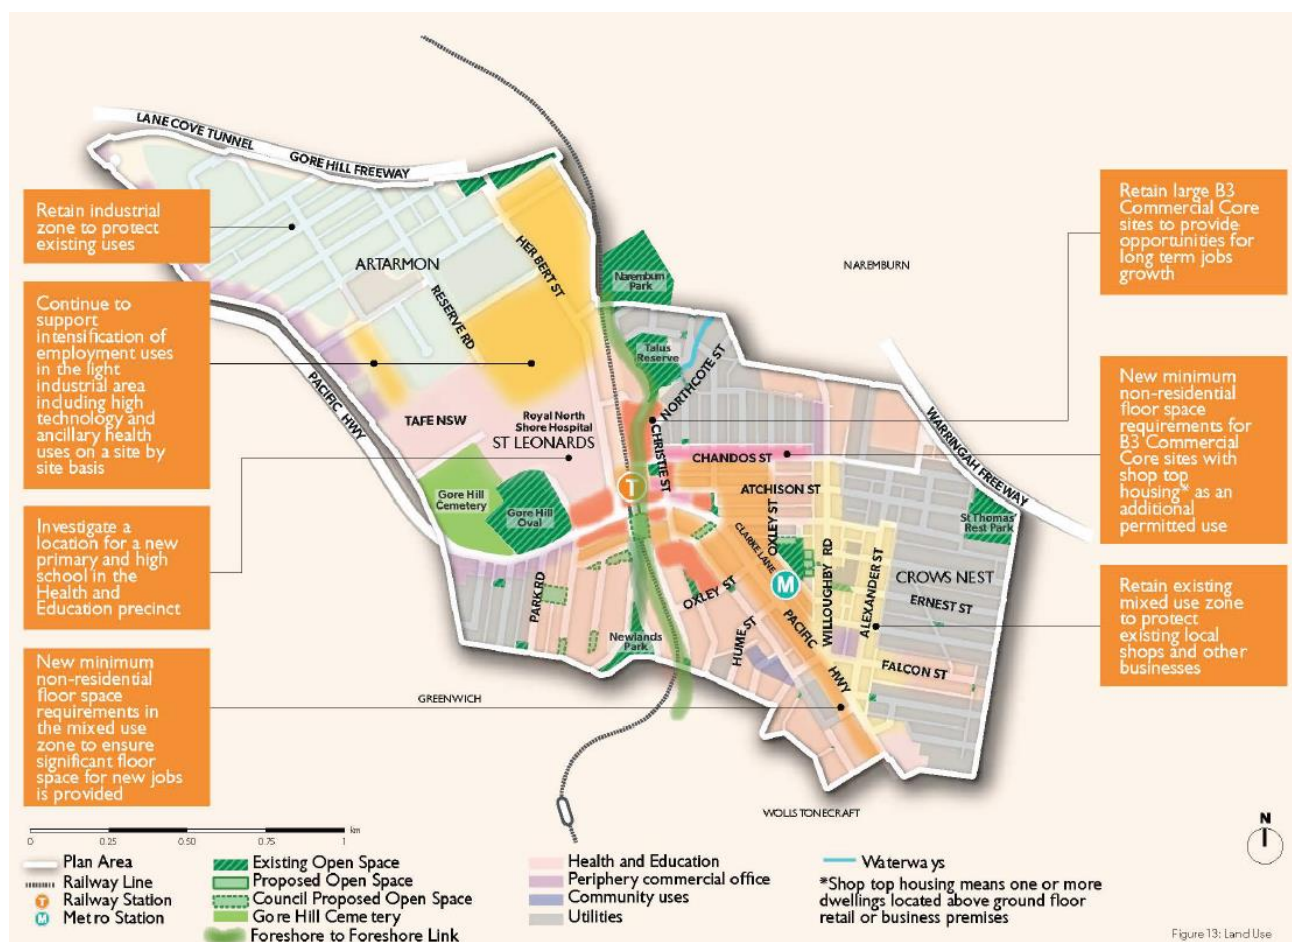 LANE COVE TUNNEL
GORE HILL FREEWAY
Retain industrial
zone to protect
existing uses
Continue to
support
intensification of
employment uses
in the light
industrial area
including high
technology and
ancillary health
uses on a site by
site basis
Investigate a
location for a new
primary and high
school in the
Health and
Education precinct
New minimum
non-residential
floor space
requirements in
the mixed use
zone to ensure
significant floor
space for new jobs
is provided
ARTARMON
HERBERT ST
RESERVE RD
PACIFIC HWY
TAFE NSW
Royal North
Shore Hospital
ST LEONARDS
Gore Hill
Cemetery
Gore Hill
Oval
Naremburn
Park
NAREMBURN
Talus
Reserve
NORTHCOTE ST
CHRISTIE ST
CHANDOS ST
ATCHISON ST
T
OXLEY ST
CLARKE LANE
M
WILLOUGHBY RD
ALEXANDER ST
WARRINGAH FREEWAY
St Thomas'
Rest Park
CROWS NEST
ERNEST ST
FALCON ST
PARK RD
OXLEY ST
HUME ST
PACIFIC HWY
Newlands
Park
GREENWICH
WOLLSTONECRAFT
Retain large B3
Commercial Core
sites to provide
opportunities for
long term jobs
growth
New minimum
non-residential
floor space
requirements for
B3 Commercial
Core sites with
shop top
housing* as an
additional
permitted use
Retain existing
mixed use zone
to protect
existing local
shops and other
businesses
0 0.25 0.50 0.75 1 km
N
Plan Area
Railway Line
T Railway Station
M Metro Station
Existing Open Space
Proposed Open Space
Council Proposed Open Space
Gore Hill Cemetery
Foreshore to Foreshore Link
Health and Education
Periphery commercial office
Community uses
Utilities
Waterways
*Shop top housing means one or more
dwellings located above ground floor
retail or business premises
Figure 13: Land Use